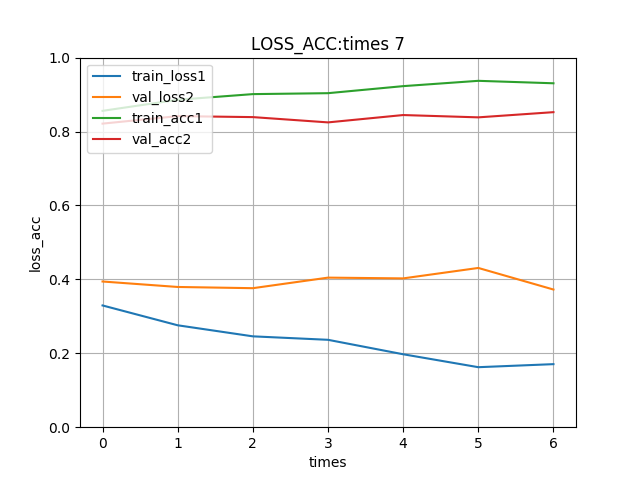 LOSS_ACC:times 7
train_loss1
val_loss2
train_acc1
val_acc2
1.0
0.8
0.6
0.4
0.2
0.0
loss_acc
0 1 2 3 4 5 6
times